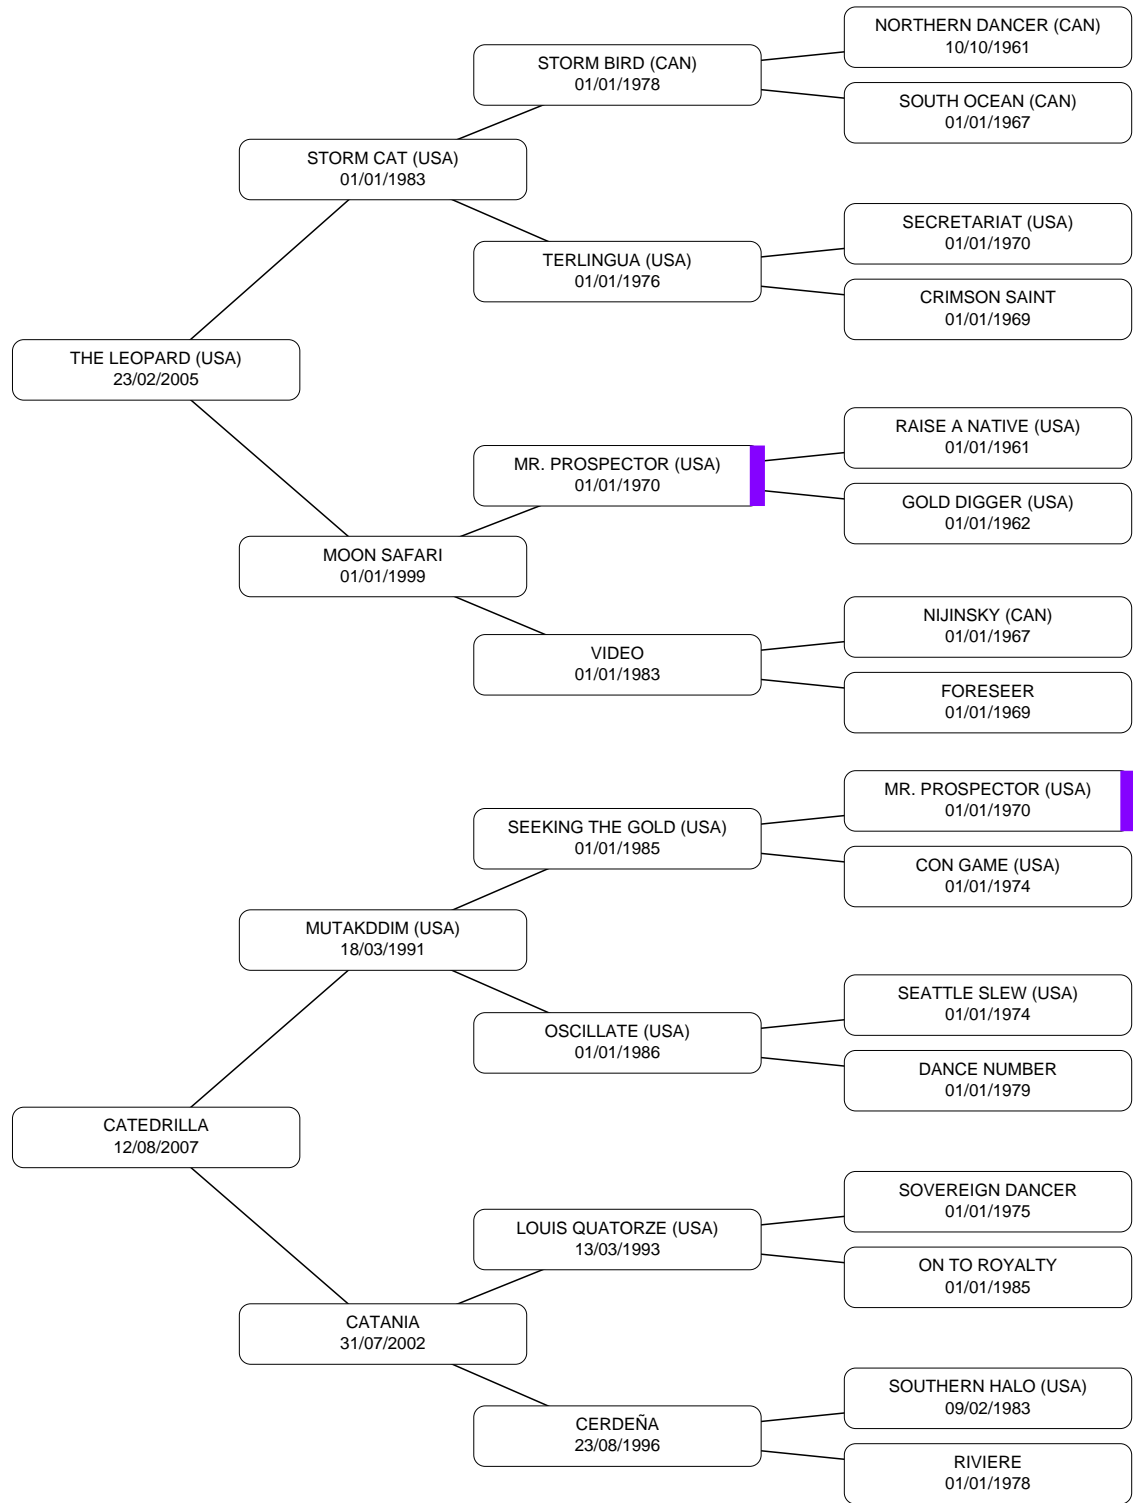 NORTHERN DANCER (CAN)
10/10/1961
STORM BIRD (CAN)
01/01/1978
SOUTH OCEAN (CAN)
01/01/1967
STORM CAT (USA)
01/01/1983
SECRETARIAT (USA)
01/01/1970
TERLINGUA (USA)
01/01/1976
CRIMSON SAINT
01/01/1969
THE LEOPARD (USA)
23/02/2005
RAISE A NATIVE (USA)
01/01/1961
MR. PROSPECTOR (USA)
01/01/1970
GOLD DIGGER (USA)
01/01/1962
MOON SAFARI
01/01/1999
NIJINSKY (CAN)
01/01/1967
VIDEO
01/01/1983
FORESEER
01/01/1969
MR. PROSPECTOR (USA)
01/01/1970
SEEKING THE GOLD (USA)
01/01/1985
CON GAME (USA)
01/01/1974
MUTAKDDIM (USA)
18/03/1991
SEATTLE SLEW (USA)
01/01/1974
OSCILLATE (USA)
01/01/1986
DANCE NUMBER
01/01/1979
CATEDRILLA
12/08/2007
SOVEREIGN DANCER
01/01/1975
LOUIS QUATORZE (USA)
13/03/1993
ON TO ROYALTY
01/01/1985
CATANIA
31/07/2002
SOUTHERN HALO (USA)
09/02/1983
CERDEÑA
23/08/1996
RIVIERE
01/01/1978